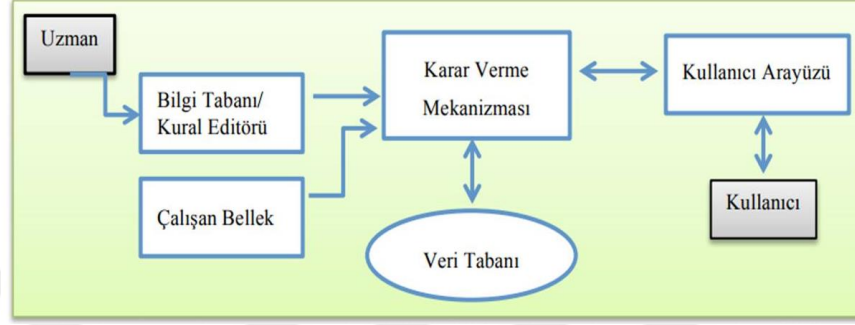 Uzman
Bilgi Tabanı/
Kural Editörü
Çalışan Bellek
Karar Verme
Mekanizması
Veri Tabanı
Kullanıcı Arayüzü
Kullanıcı